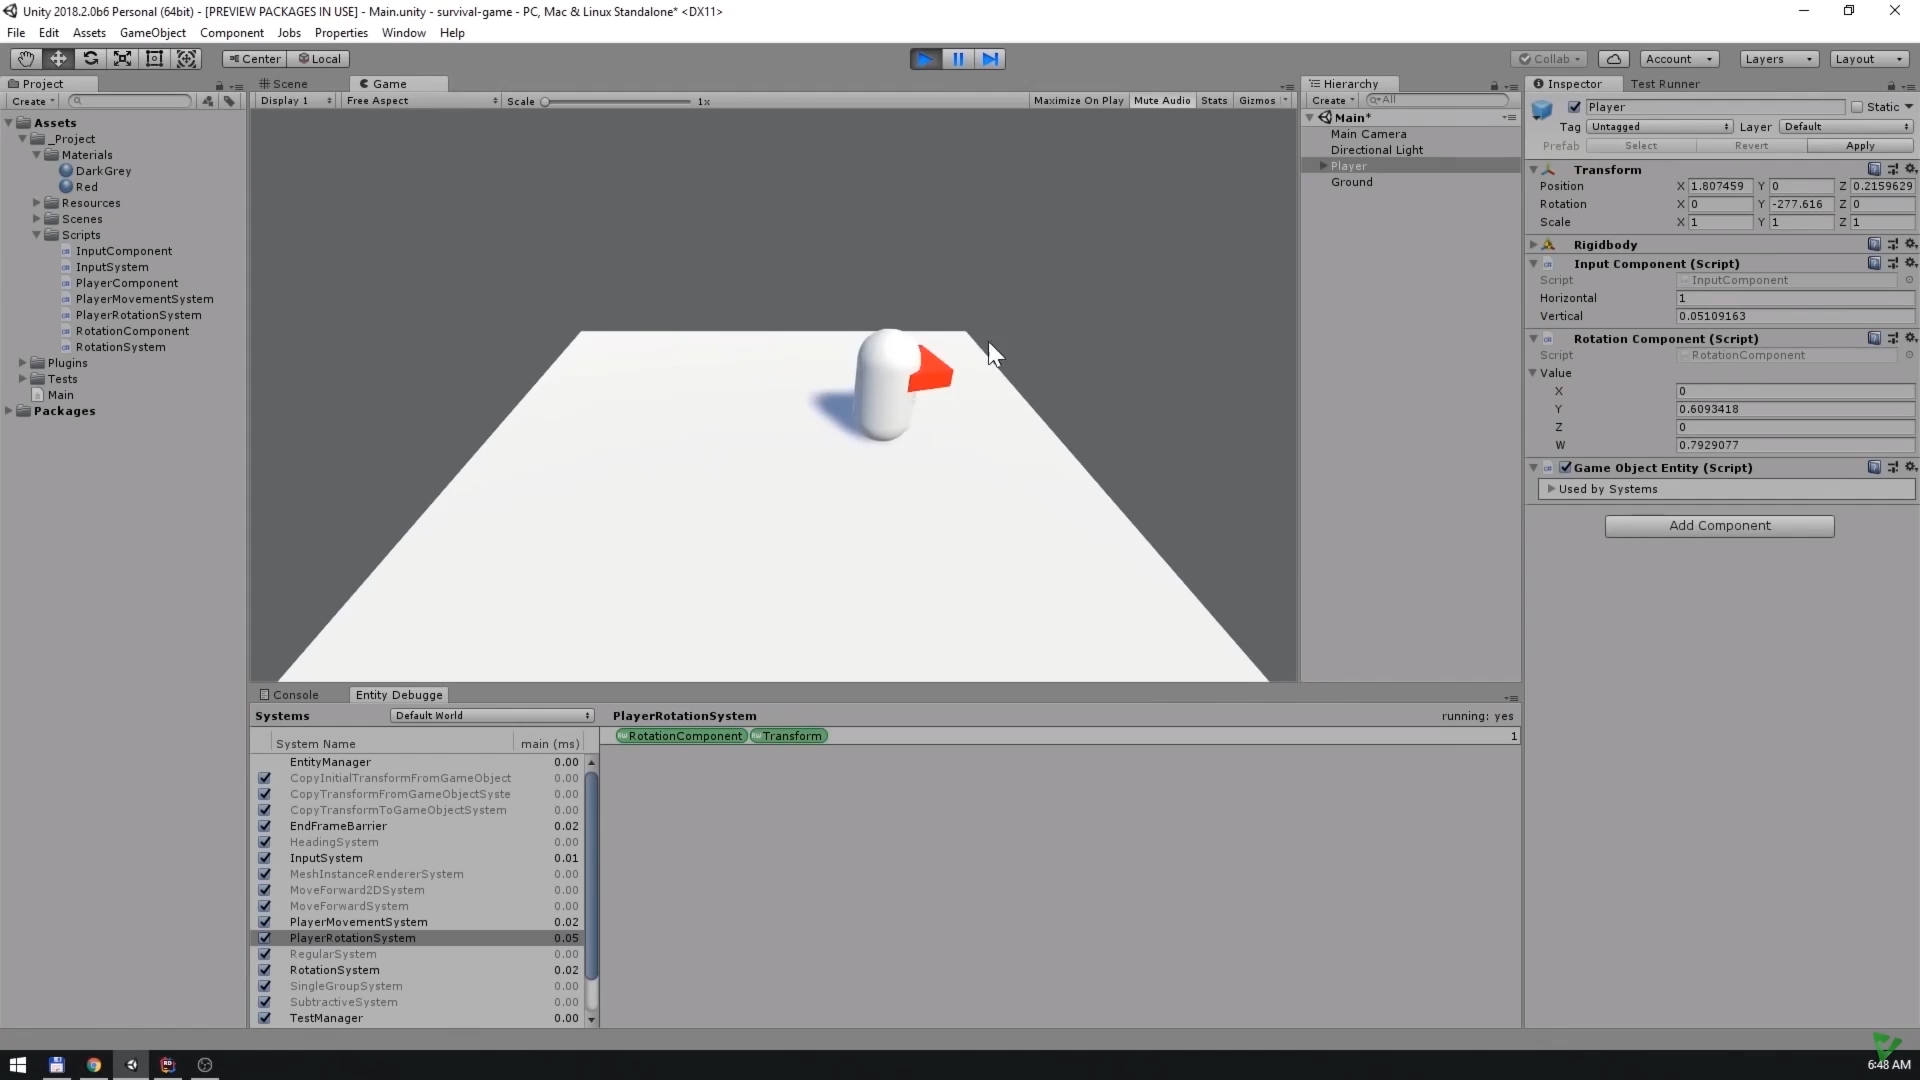 Unity 2018.2.0b6 Personal (64bit) - [PREVIEW PACKAGES IN USE] - Main.unity - survival-game - PC, Mac & Linux Standalone* <DX11>
File Edit Assets GameObject Component Jobs Properties Window Help
Center Local Collab Account Layers Layout
Project
Create
Assets
_Project
Materials
DarkGrey
Red
Resources
Scenes
Scripts
InputComponent
InputSystem
PlayerComponent
PlayerMovementSystem
PlayerRotationSystem
RotationComponent
RotationSystem
Plugins
Tests
Main
Packages
Scene Game
Display 1 Free Aspect Scale 1x Maximize On Play Mute Audio Stats Gizmos
Hierarchy
Create All
Main*
Main Camera
Directional Light
Player
Ground
Inspector Test Runner
Player Static
Tag Untagged Layer Default
Prefab Select Revert Apply
Transform
Position X 1.807459 Y 0 Z 0.2159629
Rotation X 0 Y -277.616 Z 0
Scale X 1 Y 1 Z 1
Rigidbody
Input Component (Script)
Script InputComponent
Horizontal 1
Vertical 0.05109163
Rotation Component (Script)
Script RotationComponent
Value
X 0
Y 0.6093418
Z 0
W 0.7929077
Game Object Entity (Script)
Used by Systems
Add Component
Console Entity Debugge
Systems Default World
System Name main (ms)
EntityManager 0.00
CopyInitialTransformFromGameObject 0.00
CopyTransformFromGameObjectSyste 0.00
CopyTransformToGameObjectSystem 0.00
EndFrameBarrier 0.02
HeadingSystem 0.00
InputSystem 0.01
MeshInstanceRendererSystem 0.00
MoveForward2DSystem 0.00
MoveForwardSystem 0.00
PlayerMovementSystem 0.02
PlayerRotationSystem 0.05
RegularSystem 0.00
RotationSystem 0.02
SingleGroupSystem 0.00
SubtractiveSystem 0.00
TestManager 0.00
PlayerRotationSystem running: yes
RotationComponent Transform 1
6:48 AM